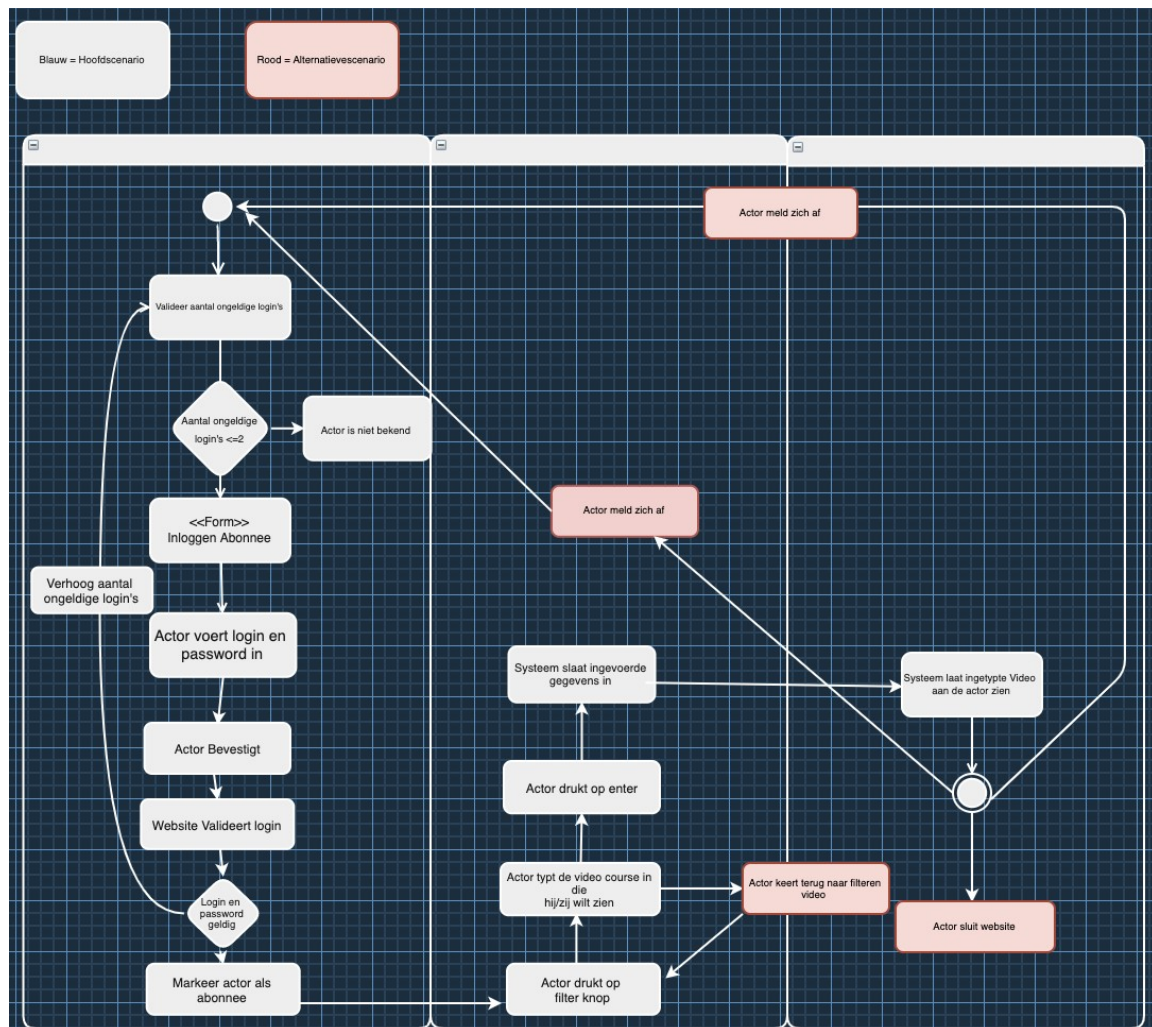 Blauw = Hoofdscenario
Rood = Alternatievescenario
Actor meld zich af
Valideer aantal ongeldige login's
Aantal ongeldige
login's <=2
Actor is niet bekend
<<Form>>
Inloggen Abonnee
Actor meld zich af
Verhoog aantal
ongeldige login's
Actor voert login en
password in
Systeem slaat ingevoerde
gegevens in
Systeem laat ingetypte Video
aan de actor zien
Actor Bevestigt
Actor drukt op enter
Website Valideert login
Actor typt de video course in
die
hij/zij wilt zien
Actor keert terug naar filteren
video
Login en
password
geldig
Actor sluit website
Markeer actor als
abonnee
Actor drukt op
filter knop